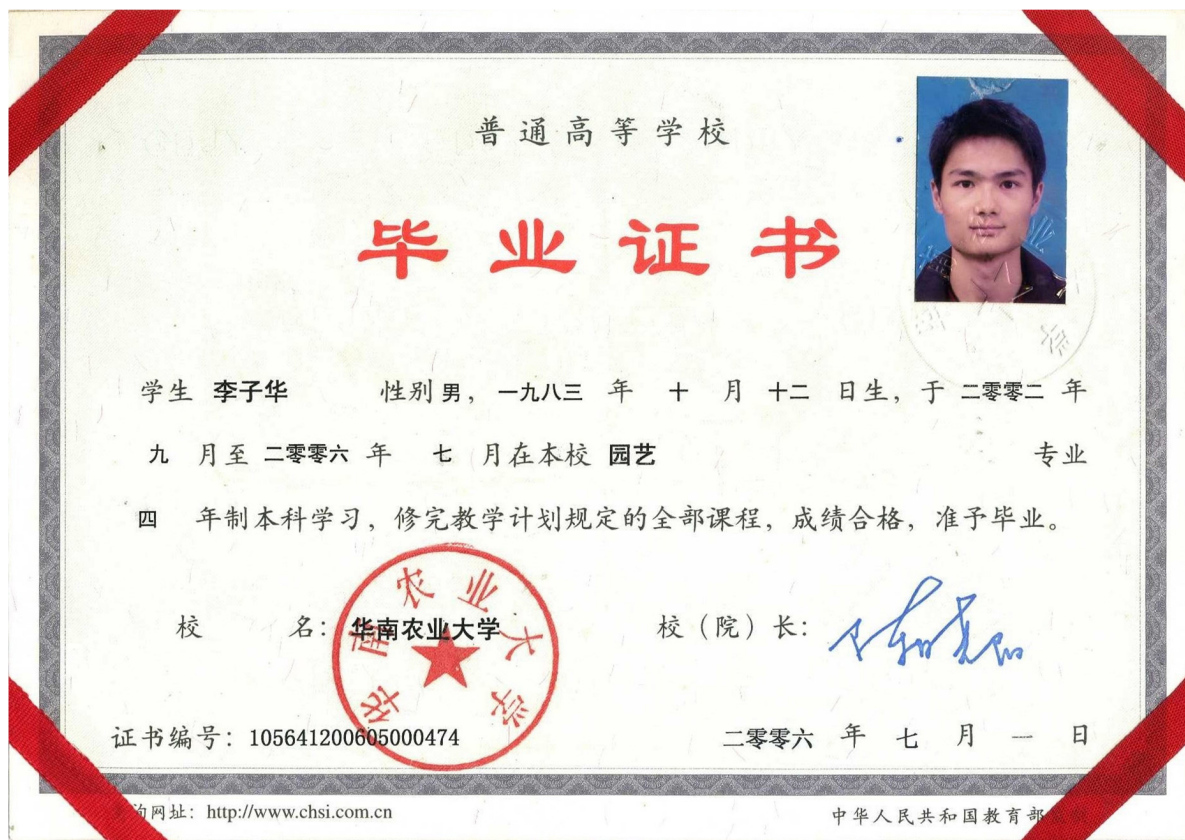 普通高等学校
毕业证书
学生 李子华 性别 男，一九八三 年 十 月 十二 日生，于 二零零二 年
九 月至 二零零六 年 七 月在本校 园艺 专业
四 年制本科学习，修完教学计划规定的全部课程，成绩合格，准予毕业。
校 名：华南农业大学 校（院）长：
华南农业大学
证书编号：105641200605000474 二零零六 年 七 月 一 日
询网址：http://www.chsi.com.cn 中华人民共和国教育部